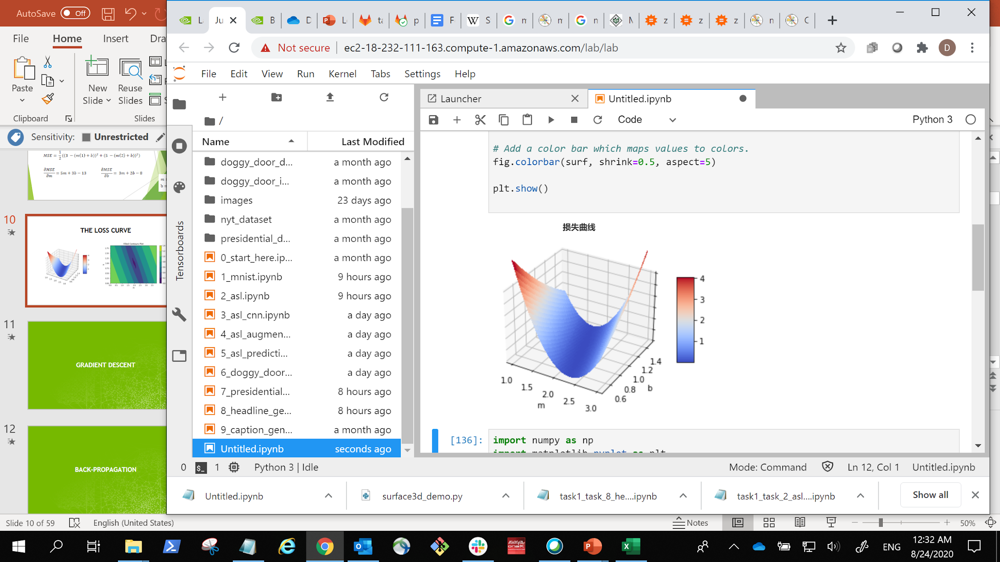 AutoSave Off
File Home Insert
Paste
New Slide
Reuse Slides
Clipboard
Slides
Sensitivity: Unrestricted
MSE = 1/2((3 − (m(1) + b))² + (5 − (m(2) + b))²)
∂MSE/∂m = 5m + 3b − 13 ∂MSE/∂b = 3m + 2b − 8
10
THE LOSS CURVE
Filled Contours Plot
11
GRADIENT DESCENT
12
BACK-PROPAGATION
Slide 10 of 59
English (United States)
Notes
50%
Ju
Not secure ec2-18-232-111-163.compute-1.amazonaws.com/lab/lab
D
File Edit View Run Kernel Tabs Settings Help
Tensorboards
/
Name Last Modified
doggy_door_d... a month ago
doggy_door_i... a month ago
images 23 days ago
nyt_dataset a month ago
presidential_d... a month ago
0_start_here.ip... a month ago
1_mnist.ipynb 9 hours ago
2_asl.ipynb 9 hours ago
3_asl_cnn.ipynb a day ago
4_asl_augmen... a day ago
5_asl_predicti... a day ago
6_doggy_door... a day ago
7_presidential... 8 hours ago
8_headline_ge... 8 hours ago
9_caption_gen... a month ago
Untitled.ipynb seconds ago
Launcher
Untitled.ipynb
Code
Python 3
# Add a color bar which maps values to colors.
fig.colorbar(surf, shrink=0.5, aspect=5)
plt.show()
损失曲线
4
3
2
1
1.0 1.5 2.0 2.5 3.0
m
0.6 0.8 1.0 1.2 1.4
b
[136]:
import numpy as np
import matplotlib.pyplot as plt
0 $_ 1 Python 3 | Idle
Mode: Command Ln 12, Col 1 Untitled.ipynb
Untitled.ipynb
surface3d_demo.py
task1_task_8_he....ipynb
task1_task_2_asl....ipynb
Show all
AVAYA
ENG
12:32 AM
8/24/2020